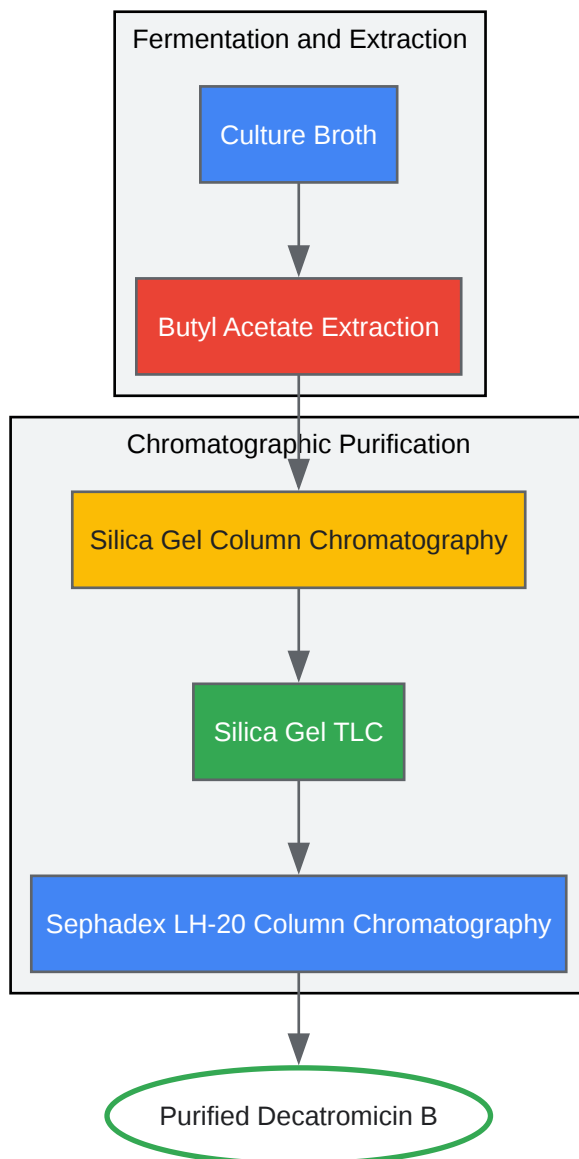 Fermentation and Extraction
Culture Broth
Butyl Acetate Extraction
Chromatographic Purification
Silica Gel Column Chromatography
Silica Gel TLC
Sephadex LH-20 Column Chromatography
Purified Decatromicin B